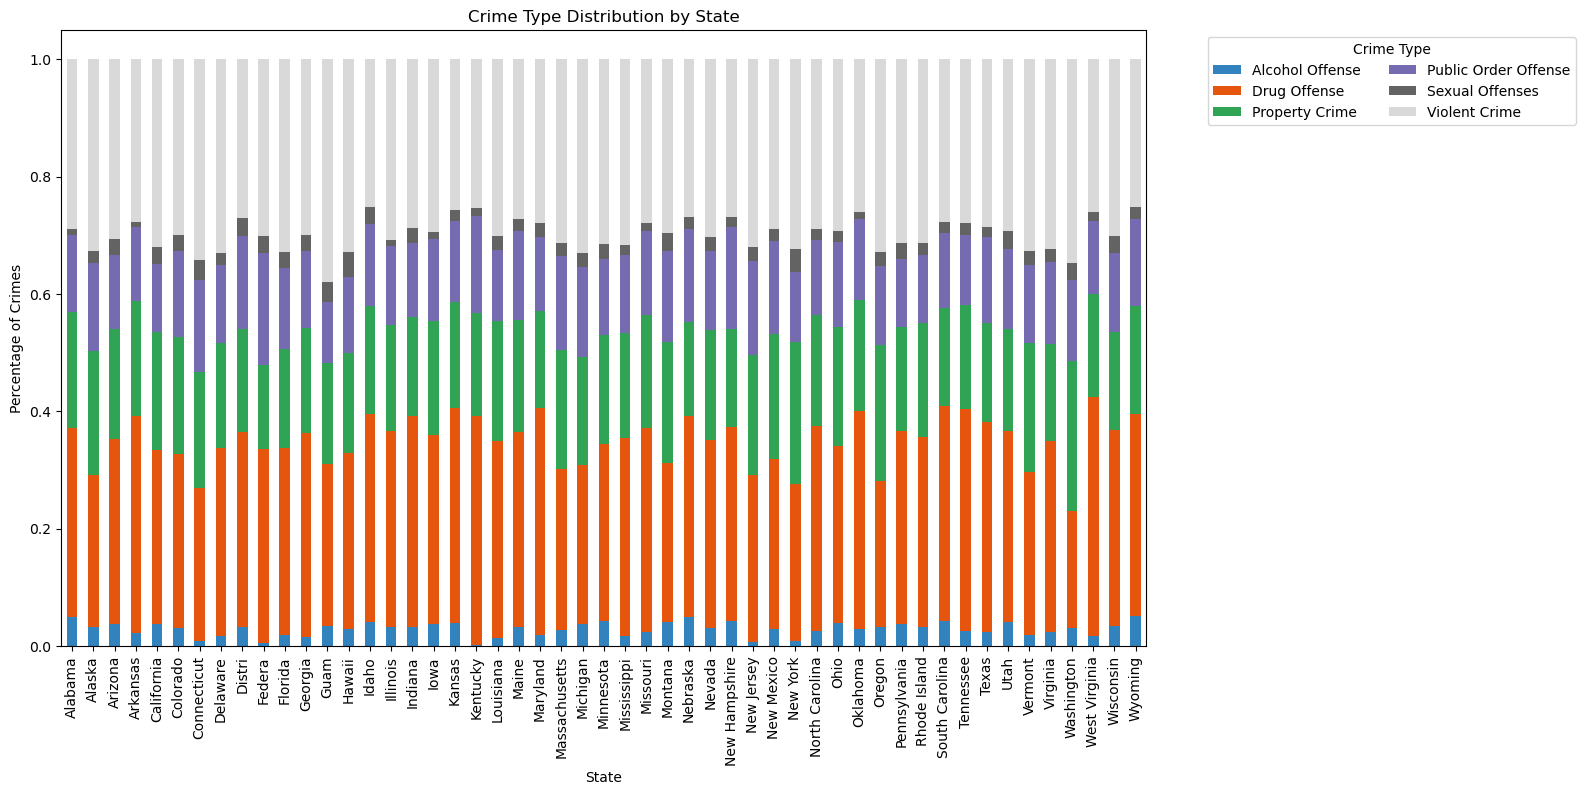 Crime Type Distribution by State
Crime Type
Alcohol Offense
Drug Offense
Property Crime
Public Order Offense
Sexual Offenses
Violent Crime
Percentage of Crimes
1.0
0.8
0.6
0.4
0.2
0.0
Alabama
Alaska
Arizona
Arkansas
California
Colorado
Connecticut
Delaware
Distri
Federa
Florida
Georgia
Guam
Hawaii
Idaho
Illinois
Indiana
Iowa
Kansas
Kentucky
Louisiana
Maine
Maryland
Massachusetts
Michigan
Minnesota
Mississippi
Missouri
Montana
Nebraska
Nevada
New Hampshire
New Jersey
New Mexico
New York
North Carolina
Ohio
Oklahoma
Oregon
Pennsylvania
Rhode Island
South Carolina
Tennessee
Texas
Utah
Vermont
Virginia
Washington
West Virginia
Wisconsin
Wyoming
State